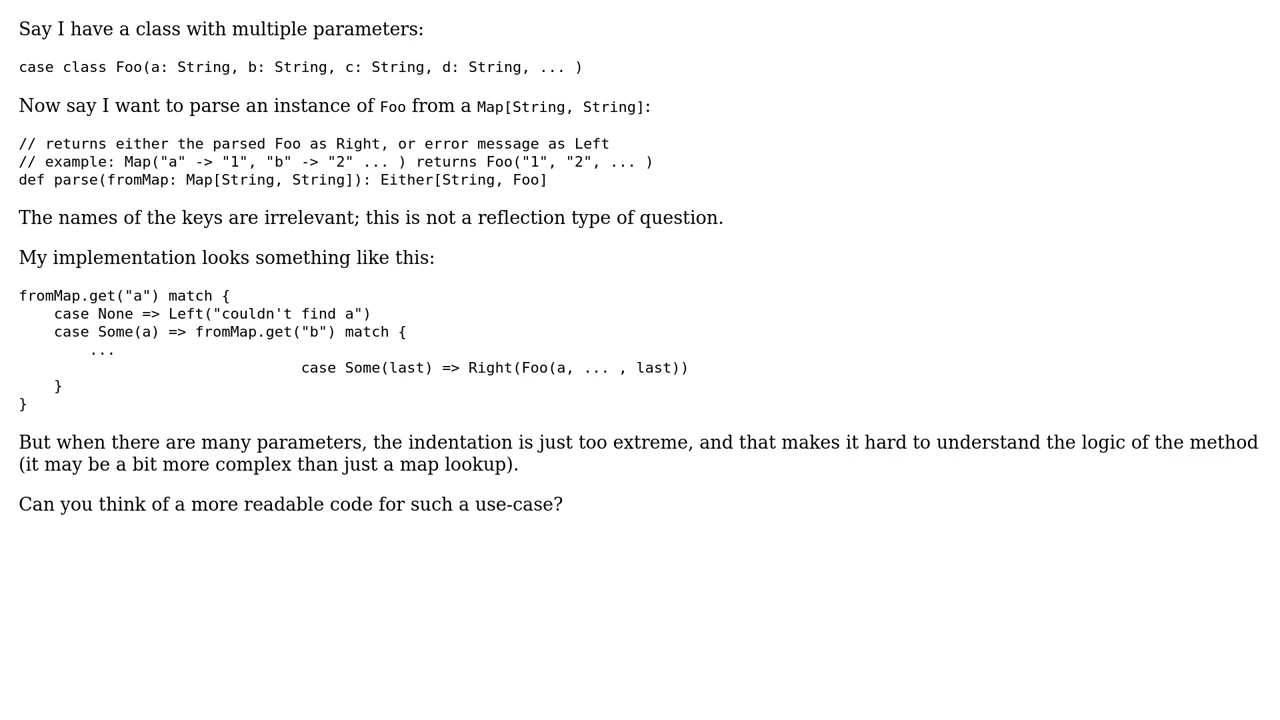 Say I have a class with multiple parameters:
case class Foo(a: String, b: String, c: String, d: String, ... )
Now say I want to parse an instance of Foo from a Map[String, String]:
// returns either the parsed Foo as Right, or error message as Left
// example: Map("a" -> "1", "b" -> "2" ... ) returns Foo("1", "2", ... )
def parse(fromMap: Map[String, String]): Either[String, Foo]
The names of the keys are irrelevant; this is not a reflection type of question.
My implementation looks something like this:
fromMap.get("a") match {
    case None => Left("couldn't find a")
    case Some(a) => fromMap.get("b") match {
        ...
                                case Some(last) => Right(Foo(a, ... , last))
    }
}
But when there are many parameters, the indentation is just too extreme, and that makes it hard to understand the logic of the method
(it may be a bit more complex than just a map lookup).
Can you think of a more readable code for such a use-case?